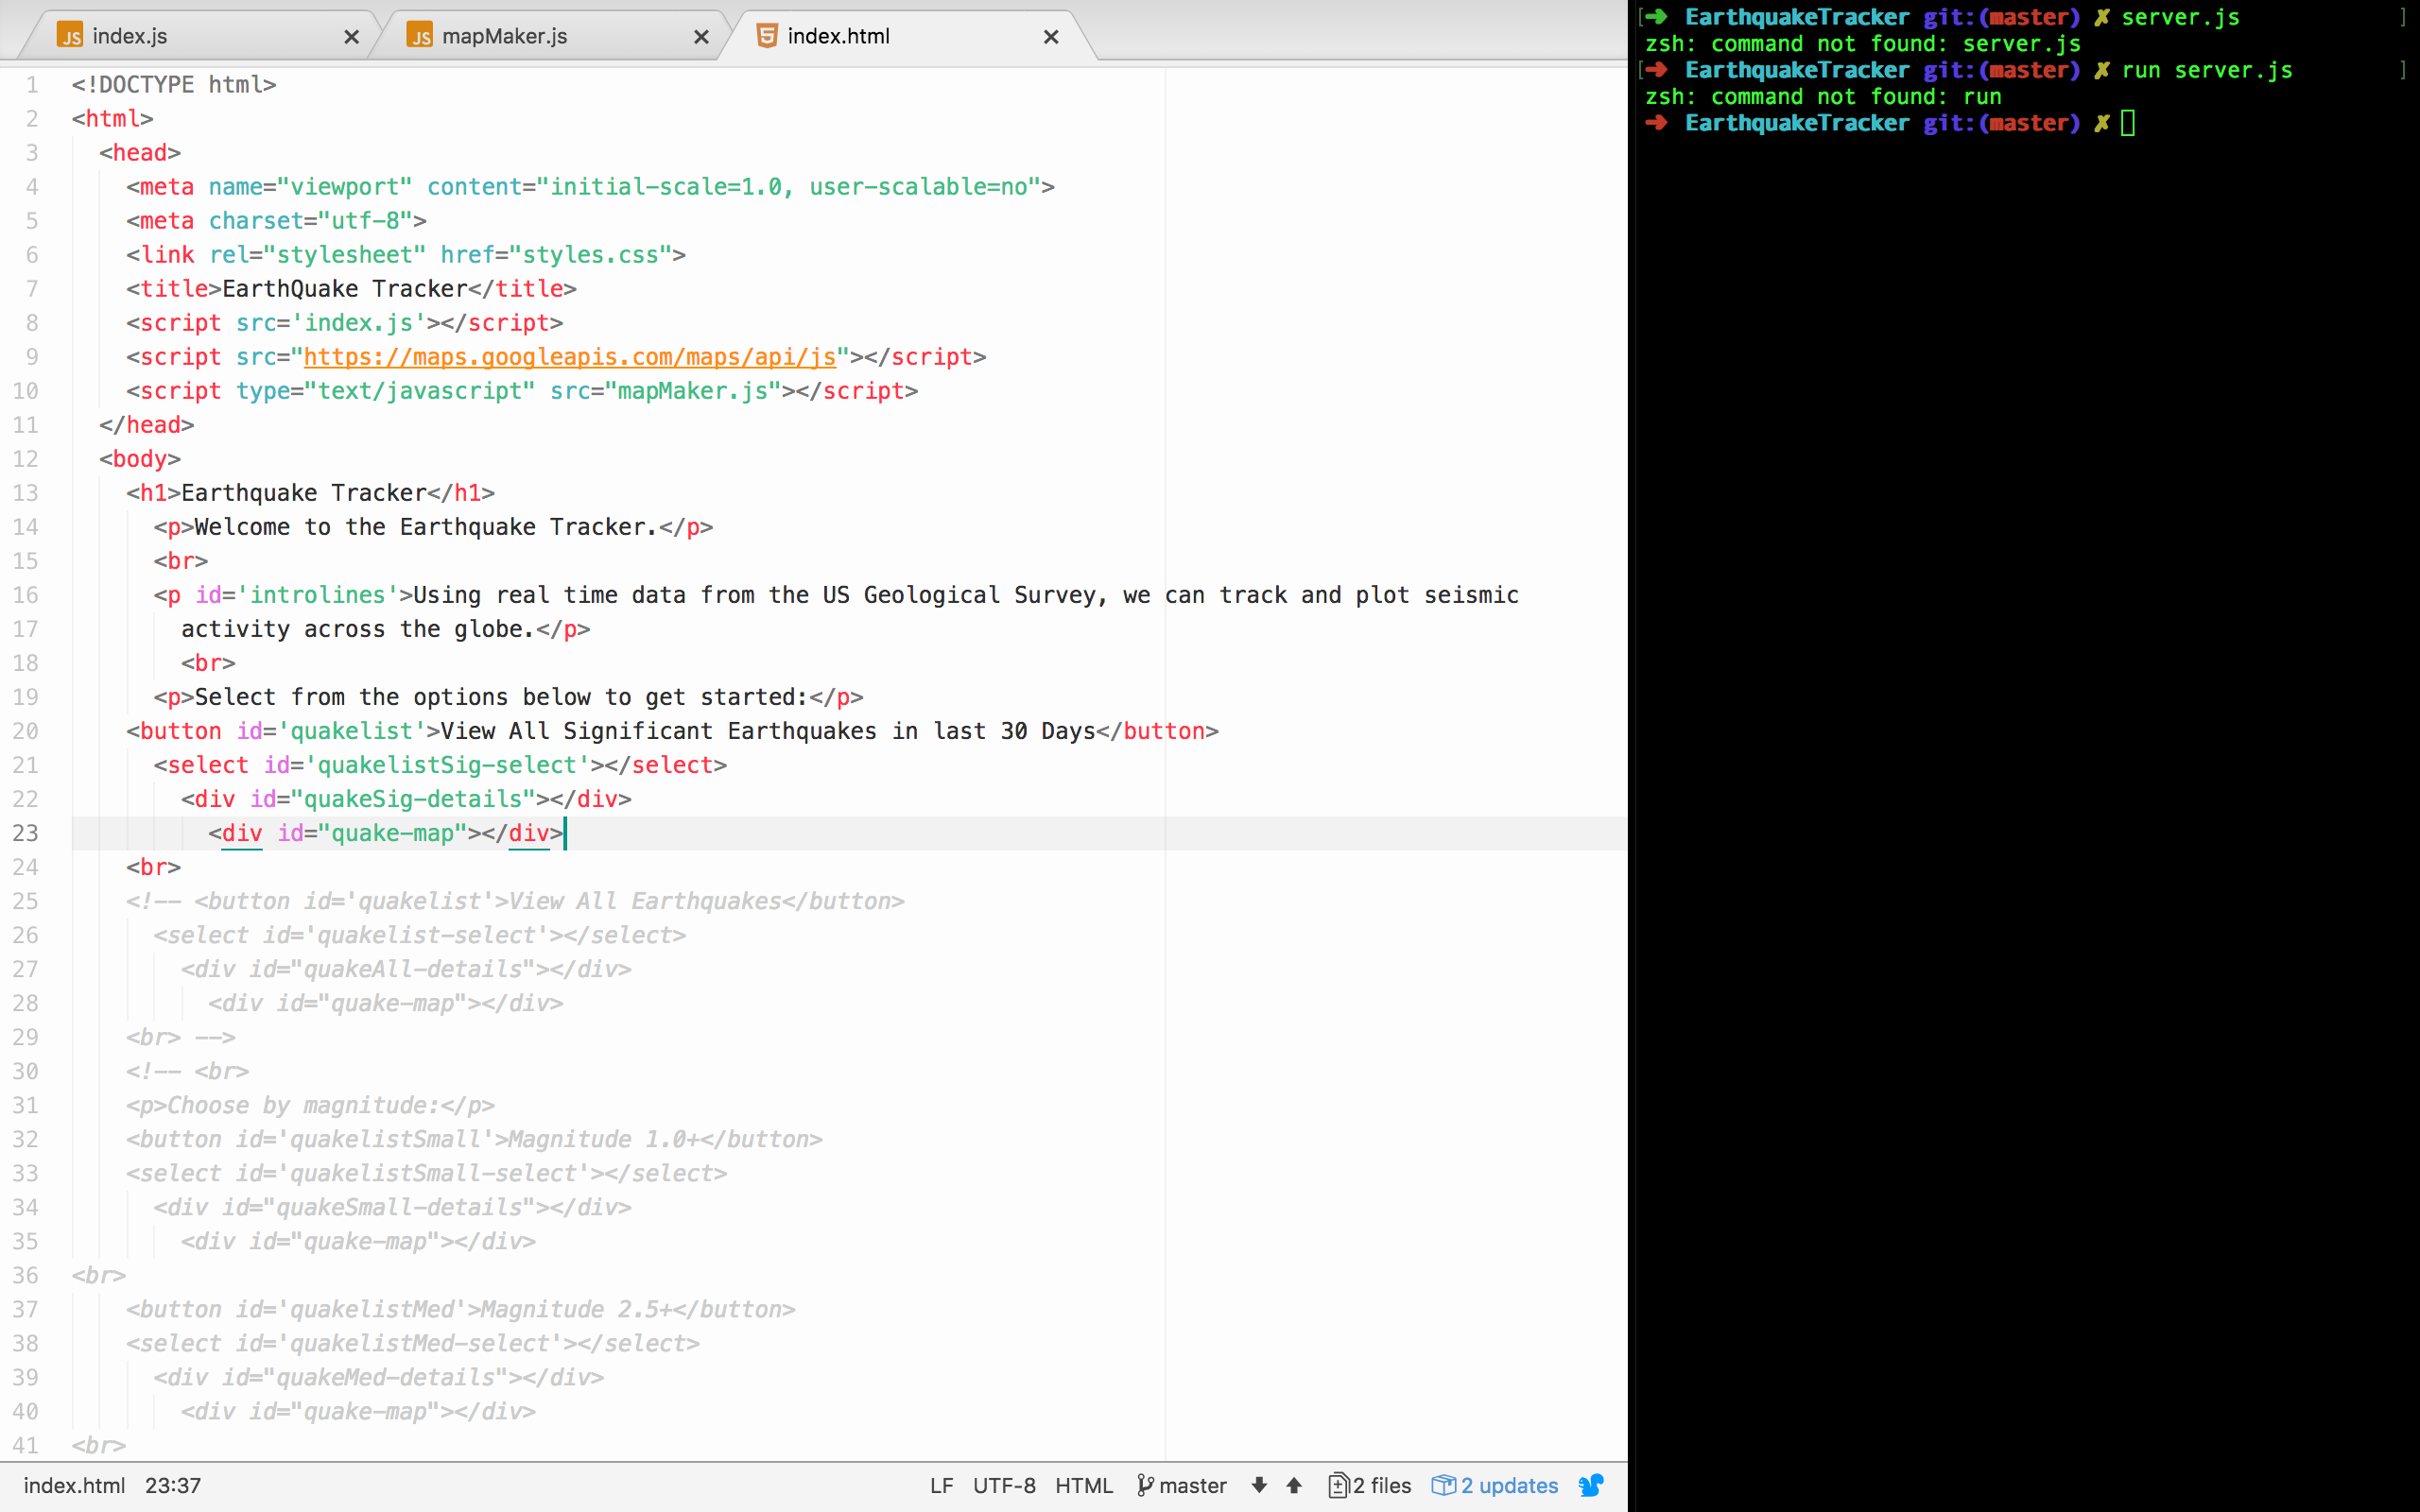 index.js
mapMaker.js
index.html
1 <!DOCTYPE html>
2 <html>
3 <head>
4 <meta name="viewport" content="initial-scale=1.0, user-scalable=no">
5 <meta charset="utf-8">
6 <link rel="stylesheet" href="styles.css">
7 <title>EarthQuake Tracker</title>
8 <script src='index.js'></script>
9 <script src="https://maps.googleapis.com/maps/api/js"></script>
10 <script type="text/javascript" src="mapMaker.js"></script>
11 </head>
12 <body>
13 <h1>Earthquake Tracker</h1>
14 <p>Welcome to the Earthquake Tracker.</p>
15 <br>
16 <p id='introlines'>Using real time data from the US Geological Survey, we can track and plot seismic
17 activity across the globe.</p>
18 <br>
19 <p>Select from the options below to get started:</p>
20 <button id='quakelist'>View All Significant Earthquakes in last 30 Days</button>
21 <select id='quakelistSig-select'></select>
22 <div id="quakeSig-details"></div>
23 <div id="quake-map"></div>
24 <br>
25 <!-- <button id='quakelist'>View All Earthquakes</button>
26 <select id='quakelist-select'></select>
27 <div id="quakeAll-details"></div>
28 <div id="quake-map"></div>
29 <br> -->
30 <!-- <br>
31 <p>Choose by magnitude:</p>
32 <button id='quakelistSmall'>Magnitude 1.0+</button>
33 <select id='quakelistSmall-select'></select>
34 <div id="quakeSmall-details"></div>
35 <div id="quake-map"></div>
36 <br>
37 <button id='quakelistMed'>Magnitude 2.5+</button>
38 <select id='quakelistMed-select'></select>
39 <div id="quakeMed-details"></div>
40 <div id="quake-map"></div>
41 <br>
index.html 23:37 LF UTF-8 HTML master 2 files 2 updates
[➜ EarthquakeTracker git:(master) ✗ server.js ]
zsh: command not found: server.js
[➜ EarthquakeTracker git:(master) ✗ run server.js ]
zsh: command not found: run
➜ EarthquakeTracker git:(master) ✗